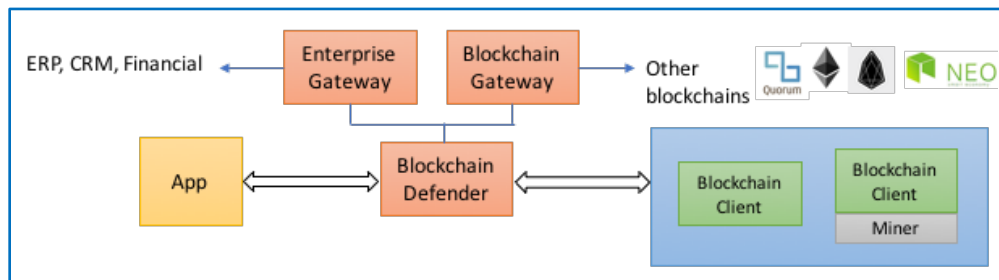 ERP, CRM, Financial
Enterprise
Gateway
Blockchain
Gateway
Other
blockchains
Quorum
NEO
App
Blockchain
Defender
Blockchain
Client
Blockchain
Client
Miner